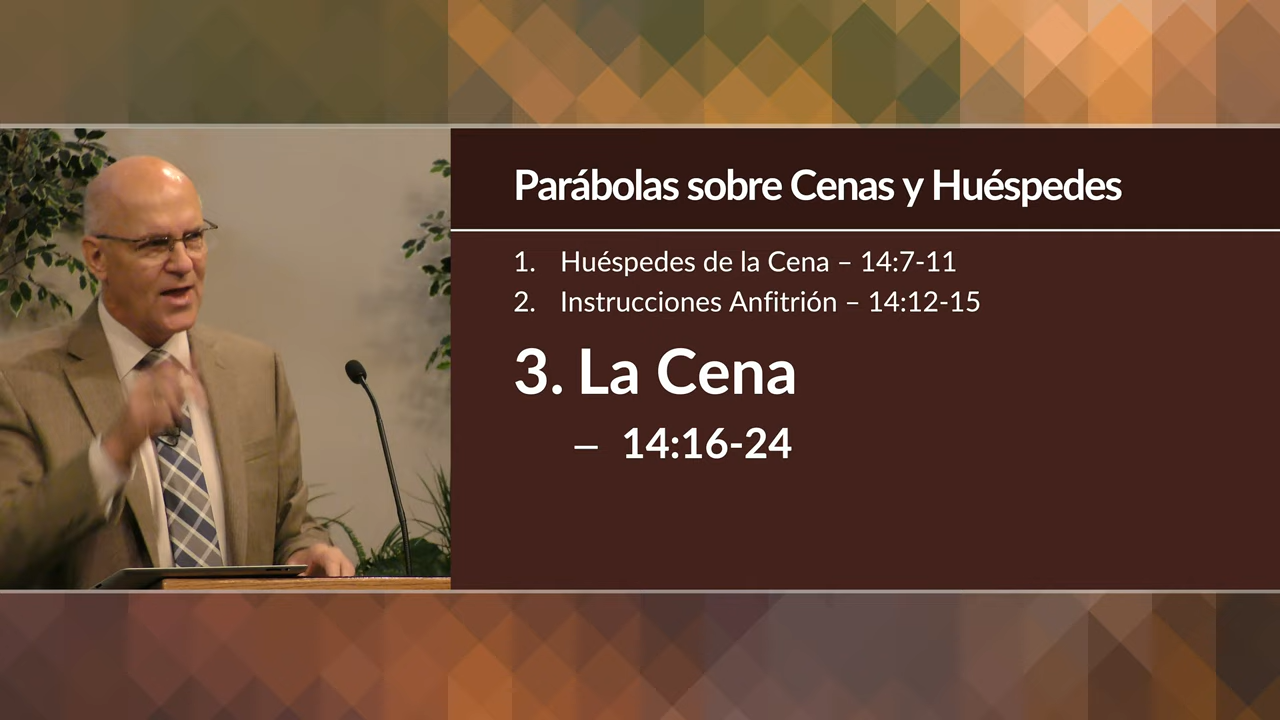 Parábolas sobre Cenas y Huéspedes
1. Huéspedes de la Cena – 14:7-11
2. Instrucciones Anfitrión – 14:12-15
3. La Cena
– 14:16-24